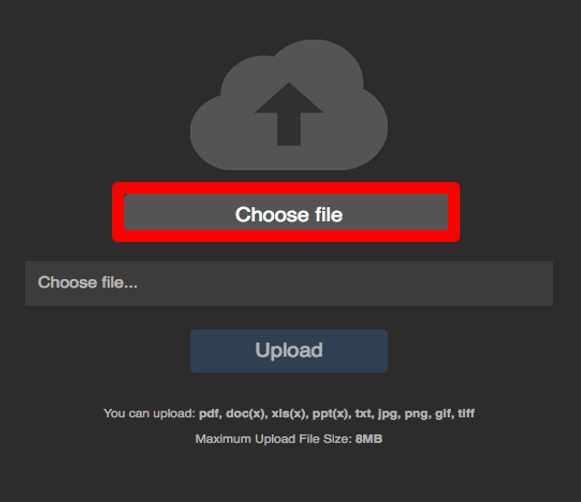 Choose file
Choose file...
Upload
You can upload: pdf, doc(x), xls(x), ppt(x), txt, jpg, png, gif, tiff
Maximum Upload File Size: 8MB